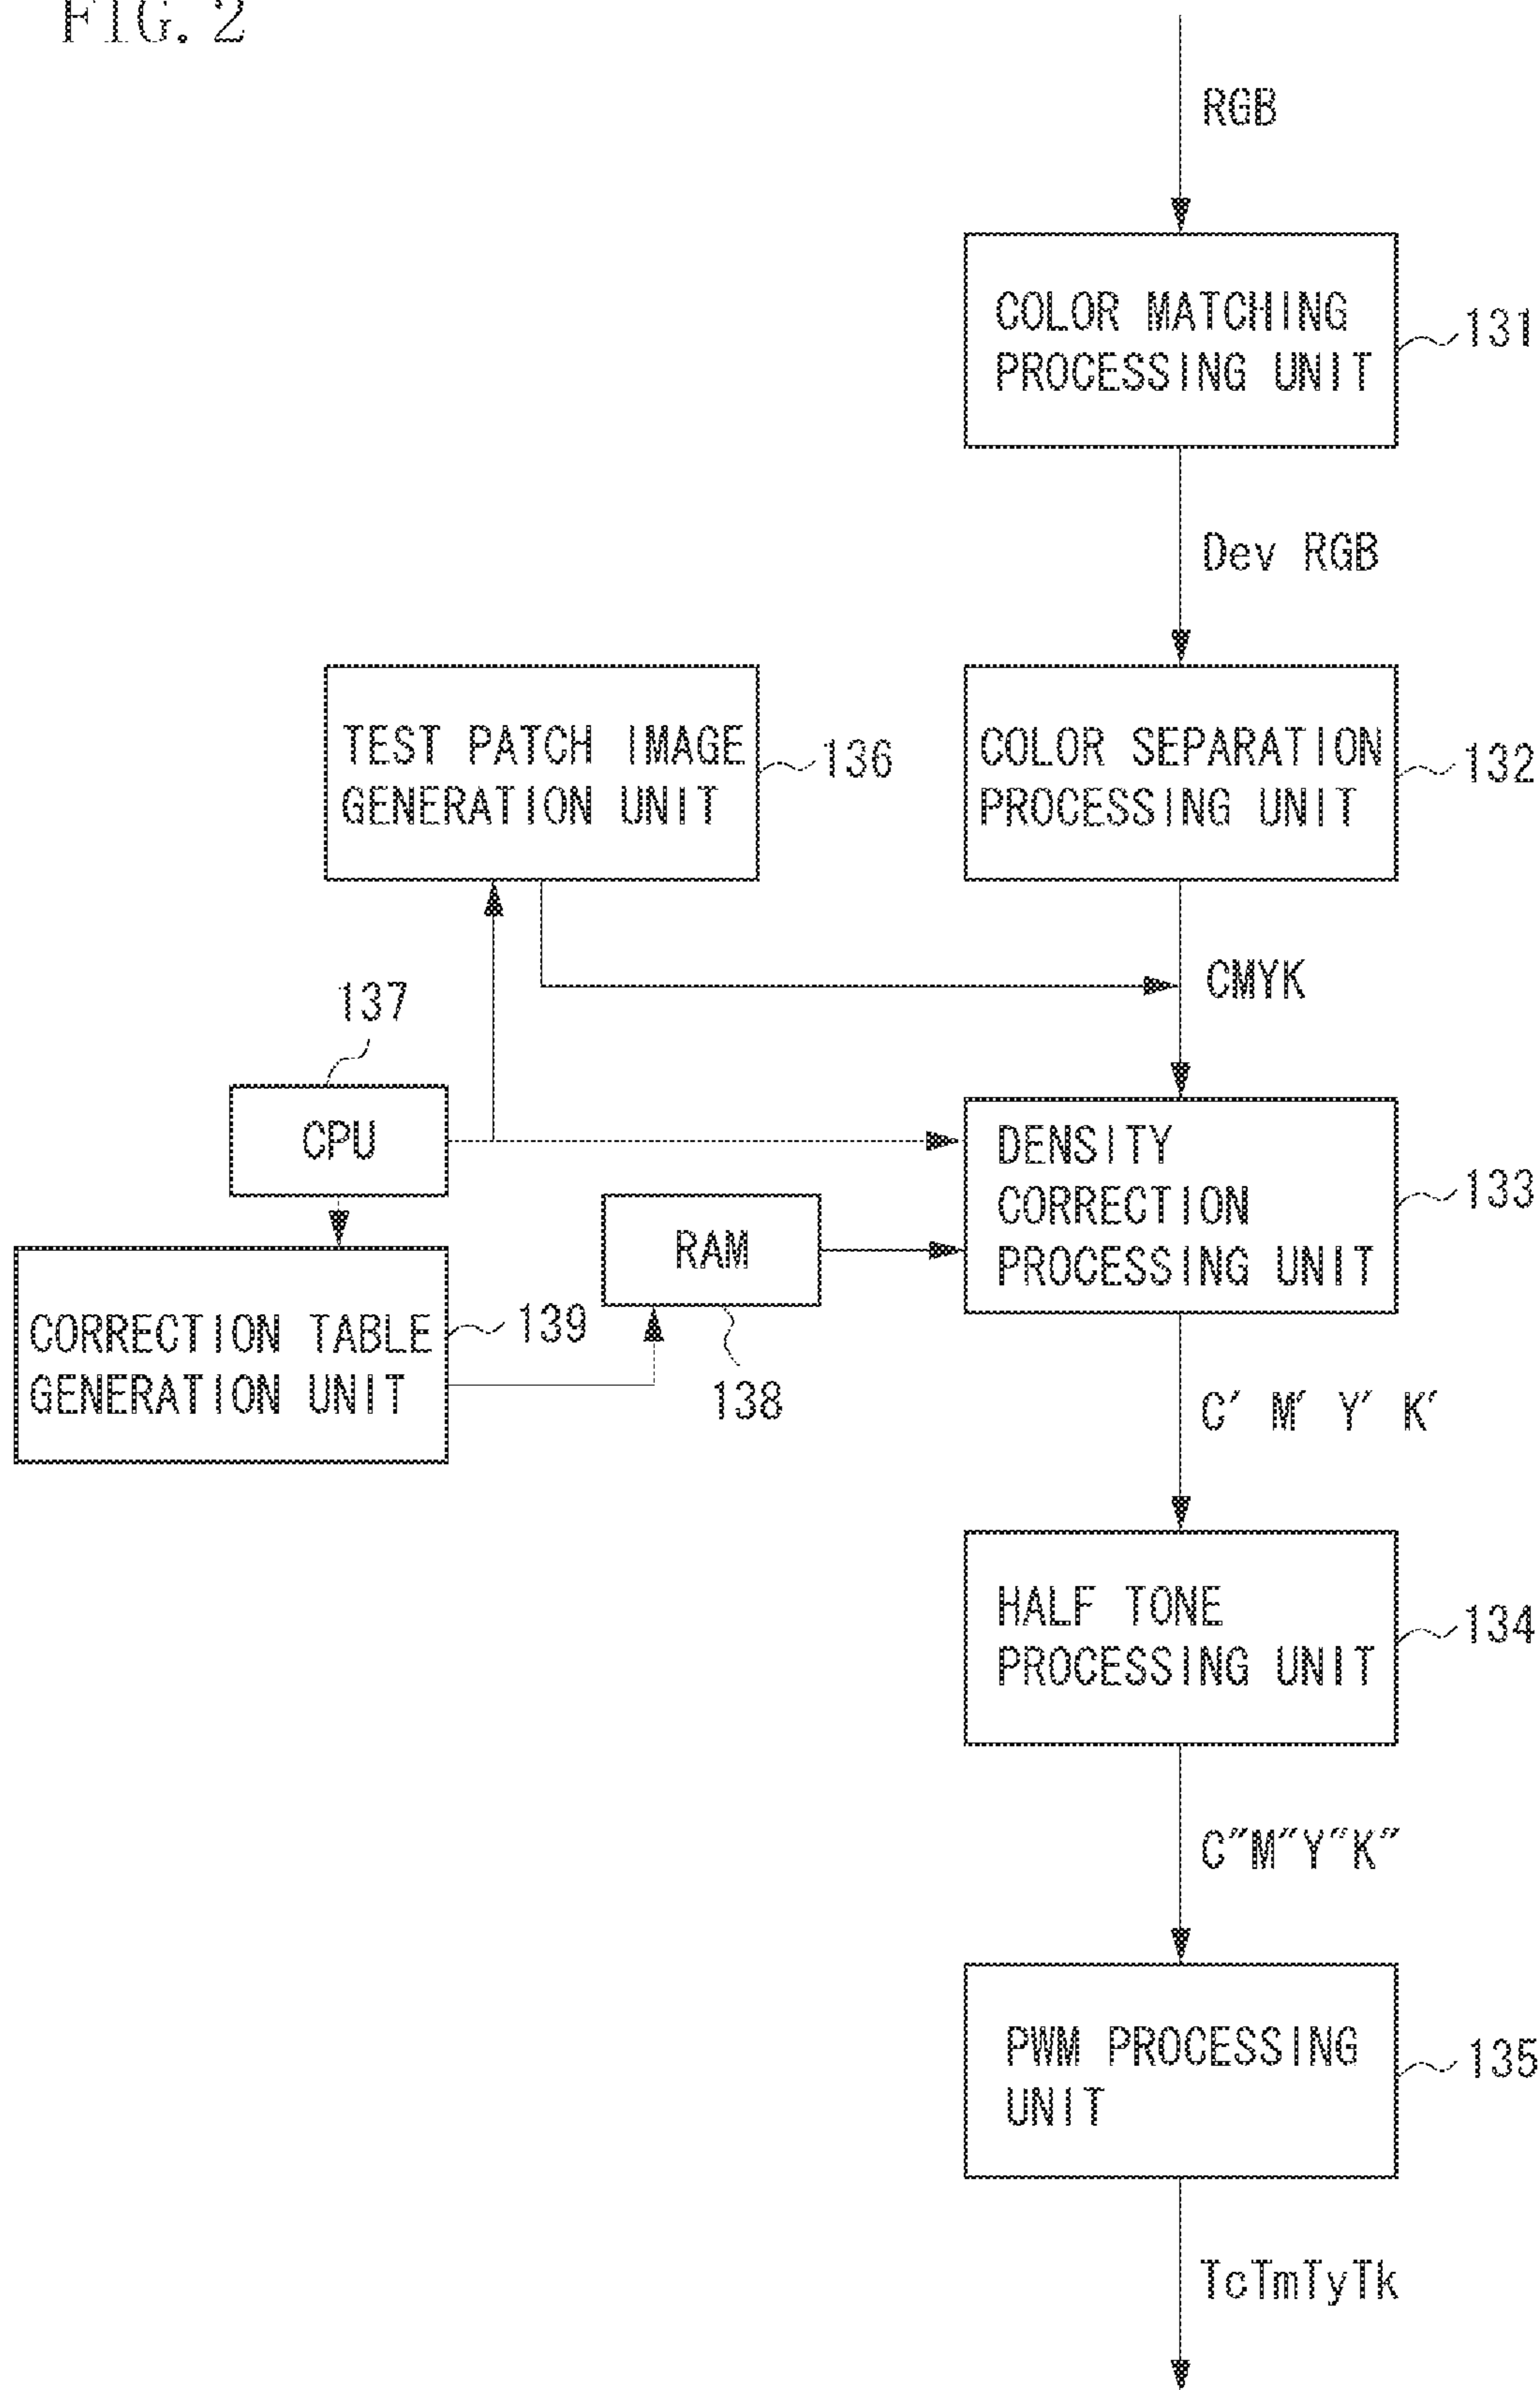 FIG. 2
RGB
COLOR MATCHING
PROCESSING UNIT
131
Dev RGB
TEST PATCH IMAGE
GENERATION UNIT
136
COLOR SEPARATION
PROCESSING UNIT
132
CMYK
137
CPU
DENSITY
CORRECTION
PROCESSING UNIT
133
RAM
138
CORRECTION TABLE
GENERATION UNIT
139
C' M' Y' K'
HALF TONE
PROCESSING UNIT
134
C"M"Y"K"
PWM PROCESSING
UNIT
135
TcTmTyTk